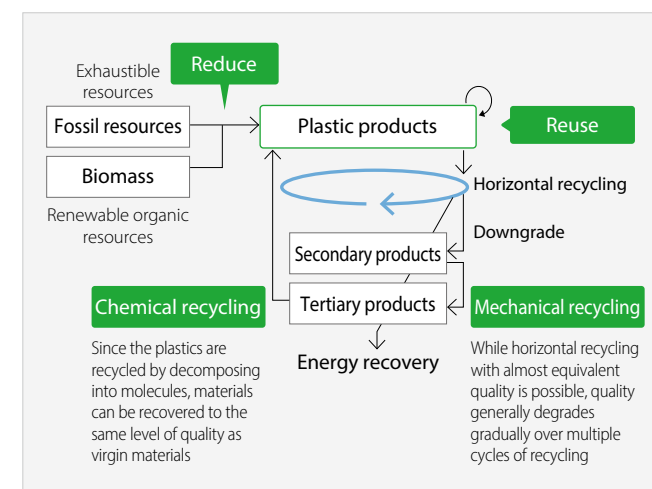 Reduce
Exhaustible
resources
Fossil resources
Plastic products
Reuse
Biomass
Renewable organic
resources
Horizontal recycling
Downgrade
Secondary products
Chemical recycling
Tertiary products
Mechanical recycling
Energy recovery
Since the plastics are
recycled by decomposing
into molecules, materials
can be recovered to the
same level of quality as
virgin materials
While horizontal recycling
with almost equivalent
quality is possible, quality
generally degrades
gradually over multiple
cycles of recycling